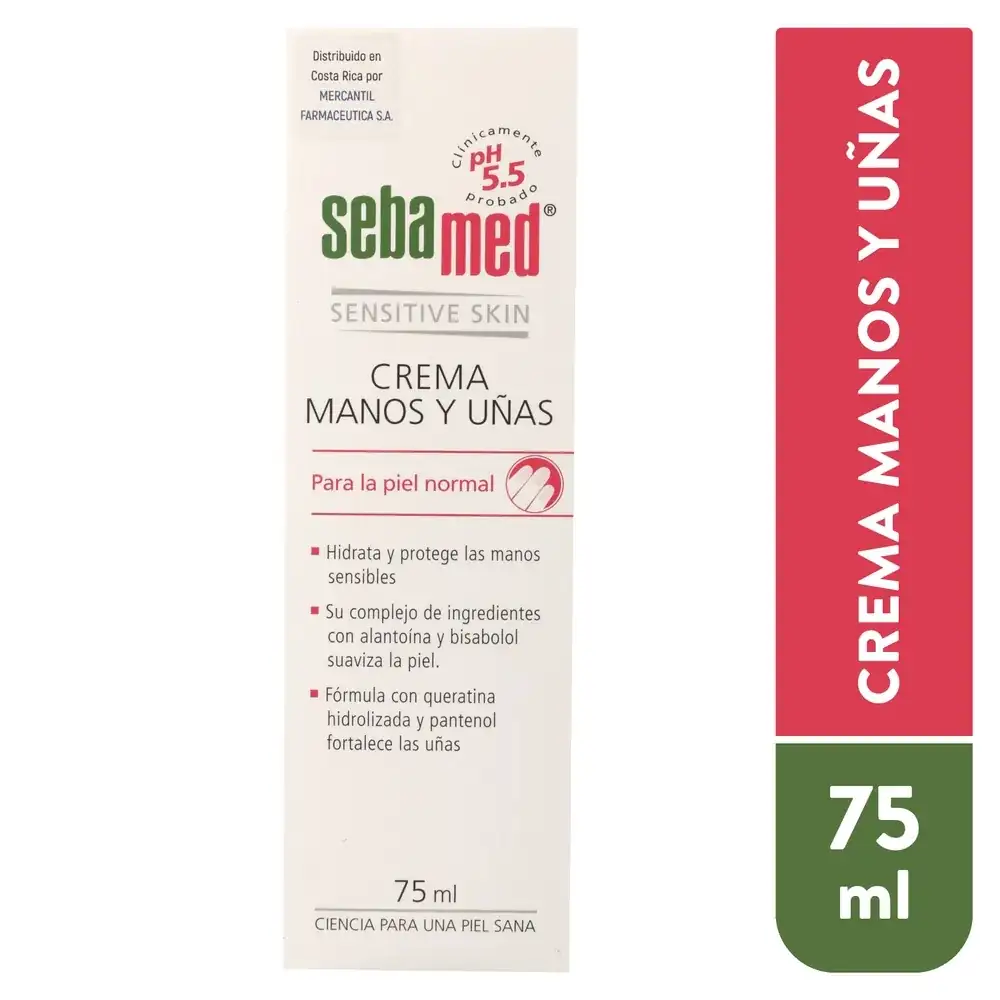 Distribuido en
Costa Rica por
MERCANTIL
FARMACEUTICA S.A.
Clínicamente
pH
5.5
probado
sebamed®
SENSITIVE SKIN
CREMA
MANOS Y UÑAS
Para la piel normal
Hidrata y protege las manos
sensibles
Su complejo de ingredientes
con alantoína y bisabolol
suaviza la piel.
Fórmula con queratina
hidrolizada y pantenol
fortalece las uñas
75 ml
CIENCIA PARA UNA PIEL SANA
CREMA MANOS Y UÑAS
75
ml